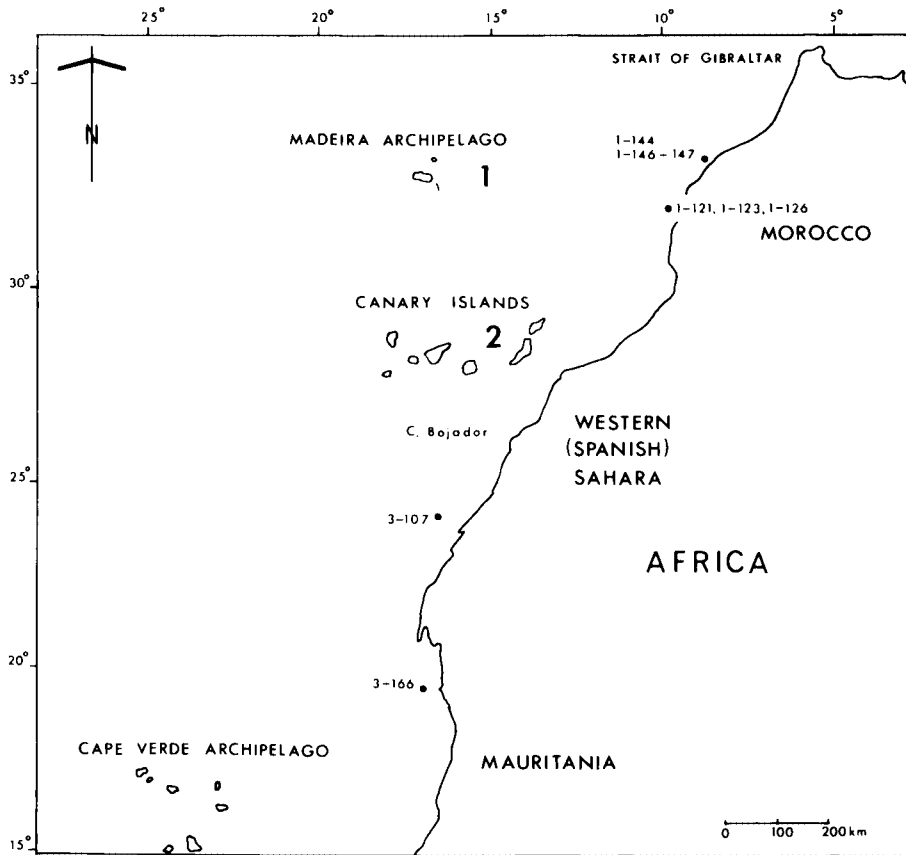 25° 20° 15° 10° 5°
STRAIT OF GIBRALTAR
35°
N
MADEIRA ARCHIPELAGO
1
1-144
1-146-147
1-121, 1-123, 1-126
MOROCCO
30°
CANARY ISLANDS
2
C. Bojador
WESTERN
(SPANISH)
SAHARA
25°
3-107
AFRICA
20°
3-166
CAPE VERDE ARCHIPELAGO
MAURITANIA
15°
0 100 200 km